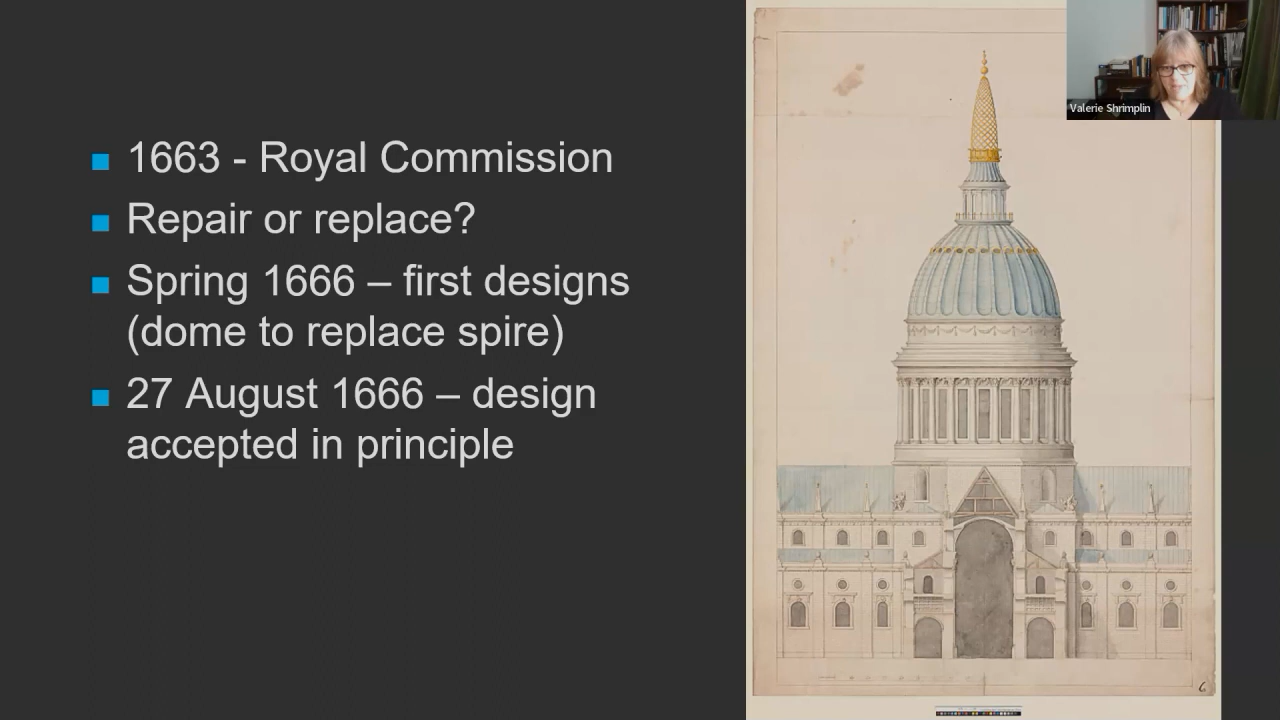 1663 - Royal Commission
Repair or replace?
Spring 1666 – first designs
(dome to replace spire)
27 August 1666 – design
accepted in principle
Valerie Shrimplin